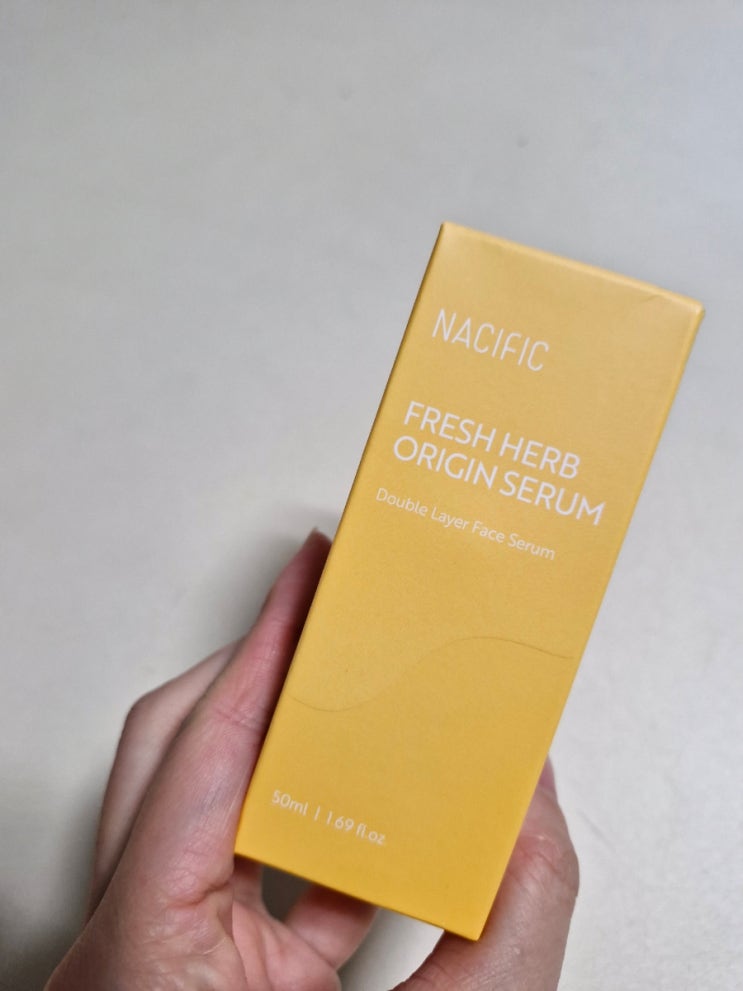 NACIFIC
FRESH HERB
ORIGIN SERUM
Double Layer Face Serum
50ml | 1.69 fl.oz